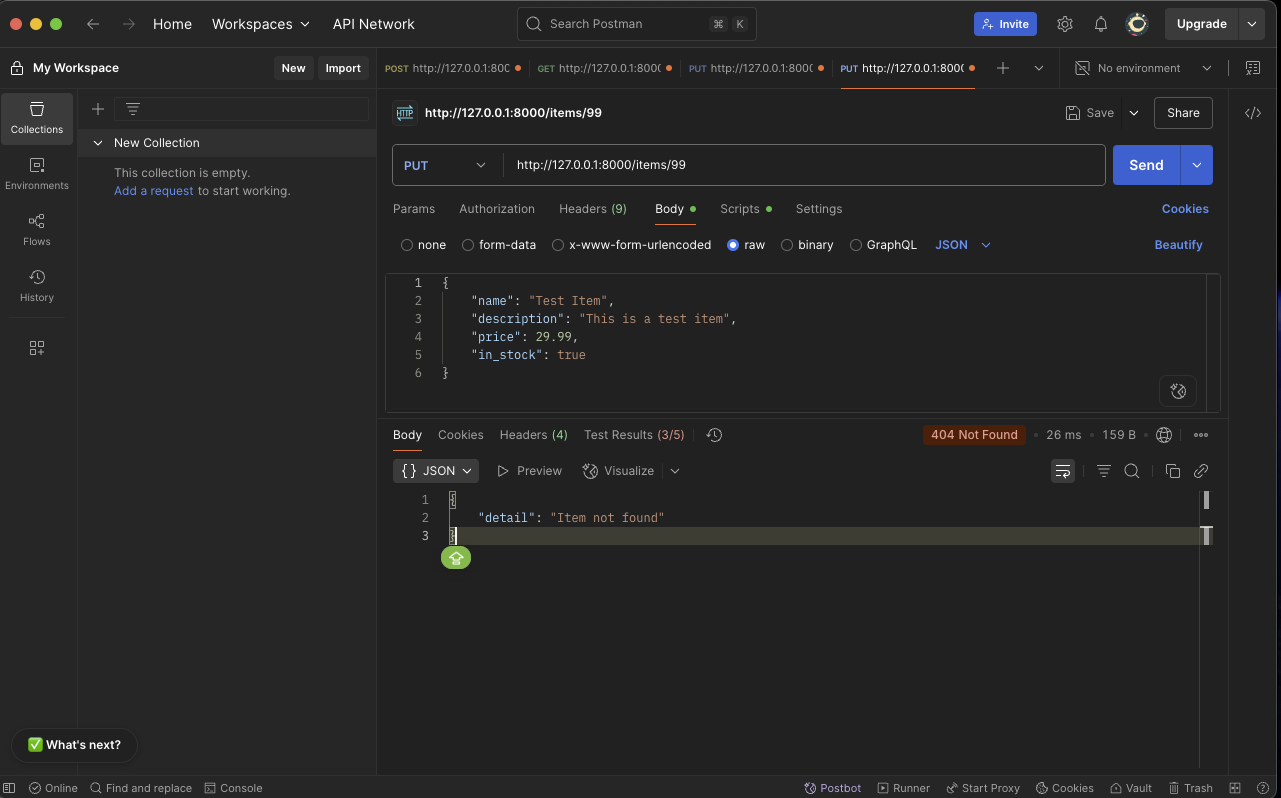 Home Workspaces API Network Search Postman ⌘ K Invite Upgrade
My Workspace New Import POST http://127.0.0.1:800 GET http://127.0.0.1:8000 PUT http://127.0.0.1:8000 PUT http://127.0.0.1:8000 No environment
Collections
Environments
Flows
History
New Collection
This collection is empty.
Add a request to start working.
HTTP http://127.0.0.1:8000/items/99 Save Share
PUT http://127.0.0.1:8000/items/99 Send
Params Authorization Headers (9) Body Scripts Settings Cookies
none form-data x-www-form-urlencoded raw binary GraphQL JSON Beautify
1 {
2 "name": "Test Item",
3 "description": "This is a test item",
4 "price": 29.99,
5 "in_stock": true
6 }
Body Cookies Headers (4) Test Results (3/5) 404 Not Found 26 ms 159 B
{} JSON Preview Visualize
1 {
2 "detail": "Item not found"
3 }
✅ What's next?
Online Find and replace Console Postbot Runner Start Proxy Cookies Vault Trash